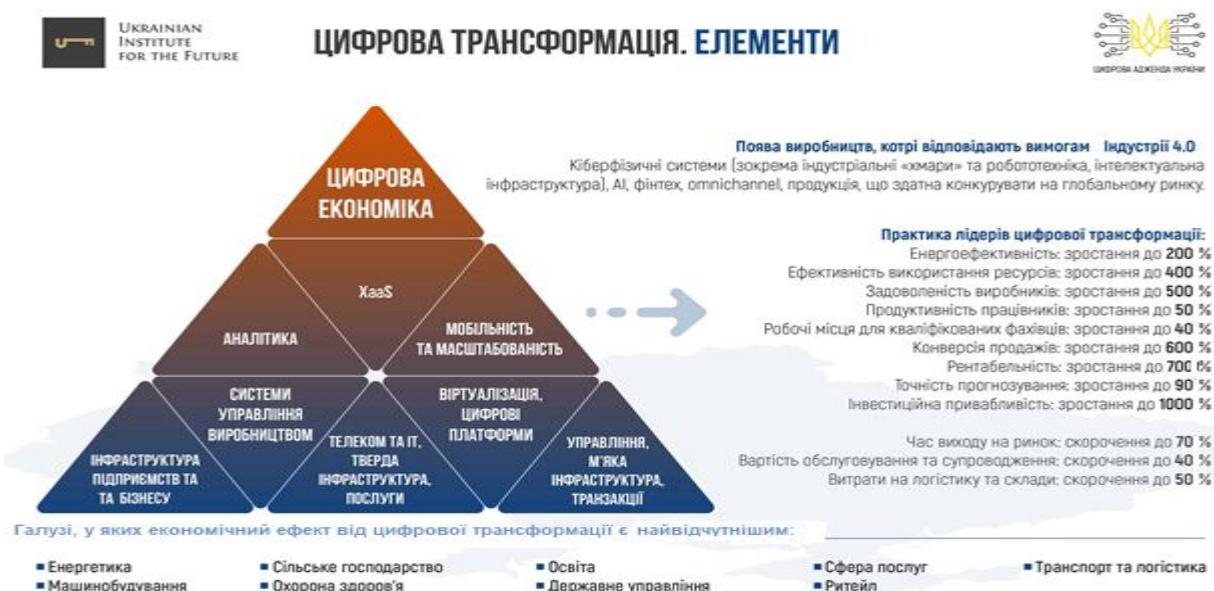 UKRAINIAN
INSTITUTE
FOR THE FUTURE
ЦИФРОВА ТРАНСФОРМАЦІЯ. ЕЛЕМЕНТИ
ЦИФРОВА АДЖЕНДА УКРАЇНИ
ЦИФРОВА
ЕКОНОМІКА
XaaS
АНАЛІТИКА
МОБІЛЬНІСТЬ
ТА МАСШТАБОВАНІСТЬ
СИСТЕМИ
УПРАВЛІННЯ
ВИРОБНИЦТВОМ
ВІРТУАЛІЗАЦІЯ,
ЦИФРОВІ
ПЛАТФОРМИ
ІНФРАСТРУКТУРА
ПІДПРИЄМСТВ ТА
ТА БІЗНЕСУ
ТЕЛЕКОМ ТА ІТ,
ТВЕРДА
ІНФРАСТРУКТУРА,
ПОСЛУГИ
УПРАВЛІННЯ,
М'ЯКА
ІНФРАСТРУКТУРА,
ТРАНЗАКЦІЇ
Поява виробництв, котрі відповідають вимогам Індустрії 4.0
Кіберфізичні системи (зокрема індустріальні «хмари» та робототехніка, інтелектуальна
інфраструктура), AI, фінтех, omnichannel, продукція, що здатна конкурувати на глобальному ринку.
Практика лідерів цифрової трансформації:
Енергоефективність: зростання до 200 %
Ефективність використання ресурсів: зростання до 400 %
Задоволеність виробників: зростання до 500 %
Продуктивність працівників: зростання до 50 %
Робочі місця для кваліфікованих фахівців: зростання до 40 %
Конверсія продажів: зростання до 600 %
Рентабельність: зростання до 700 %
Точність прогнозування: зростання до 90 %
Інвестиційна привабливість: зростання до 1000 %
Час виходу на ринок: скорочення до 70 %
Вартість обслуговування та супроводження: скорочення до 40 %
Витрати на логістику та склади: скорочення до 50 %
Галузі, у яких економічний ефект від цифрової трансформації є найвідчутнішим:
▪ Енергетика
▪ Машинобудування
▪ Сільське господарство
▪ Охорона здоров'я
▪ Освіта
▪ Державне управління
▪ Сфера послуг
▪ Ритейл
▪ Транспорт та логістика